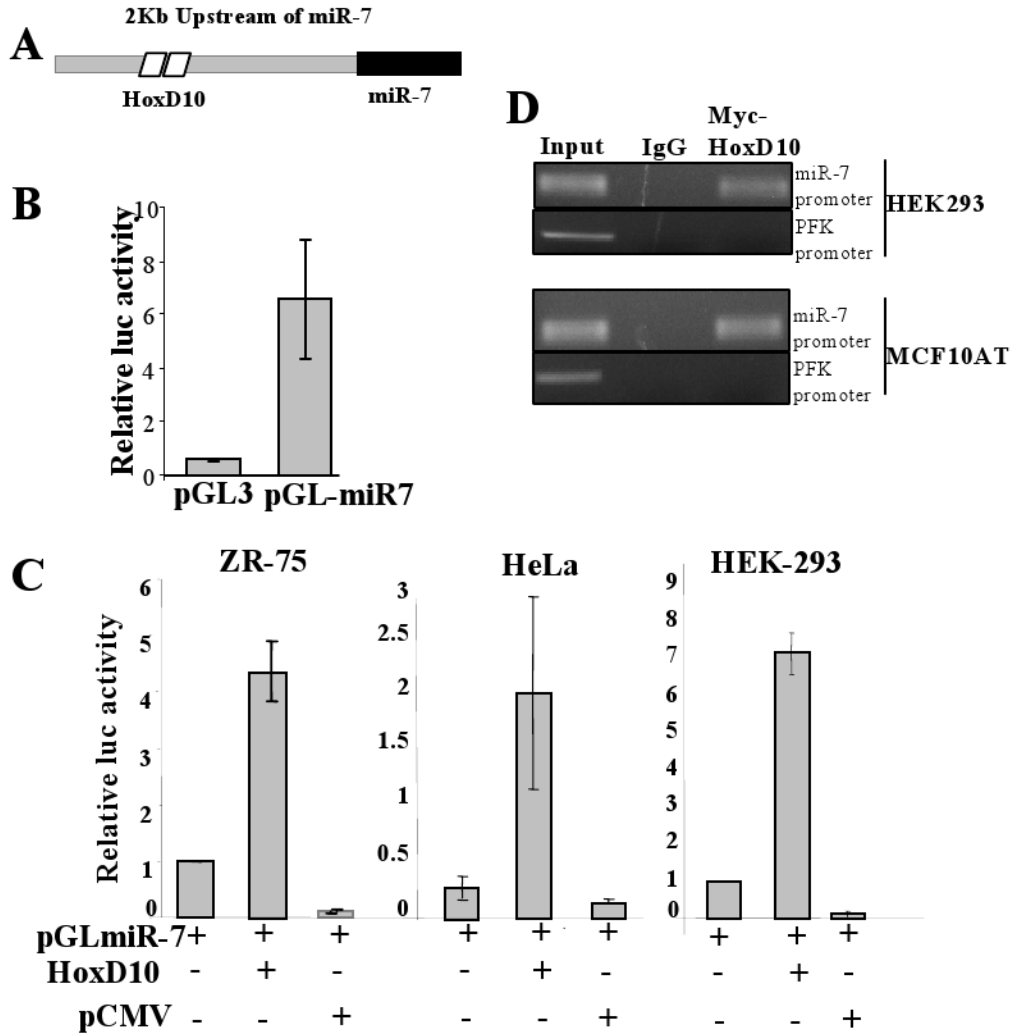 A
2Kb Upstream of miR-7
HoxD10
miR-7
B
Relative luc activity
10
8
6
4
2
0
pGL3
pGL-miR7
D
Input
IgG
Myc-
HoxD10
miR-7
promoter
PFK
promoter
HEK293
miR-7
promoter
PFK
promoter
MCF10AT
C
Relative luc activity
ZR-75
6
5
4
3
2
1
0
HeLa
3
2.5
2
1.5
1
0.5
0
HEK-293
9
8
7
6
5
4
3
2
1
0
pGLmiR-7 + + + + + + + + +
HoxD10 - + - - + - - + -
pCMV - - + - - + - - +